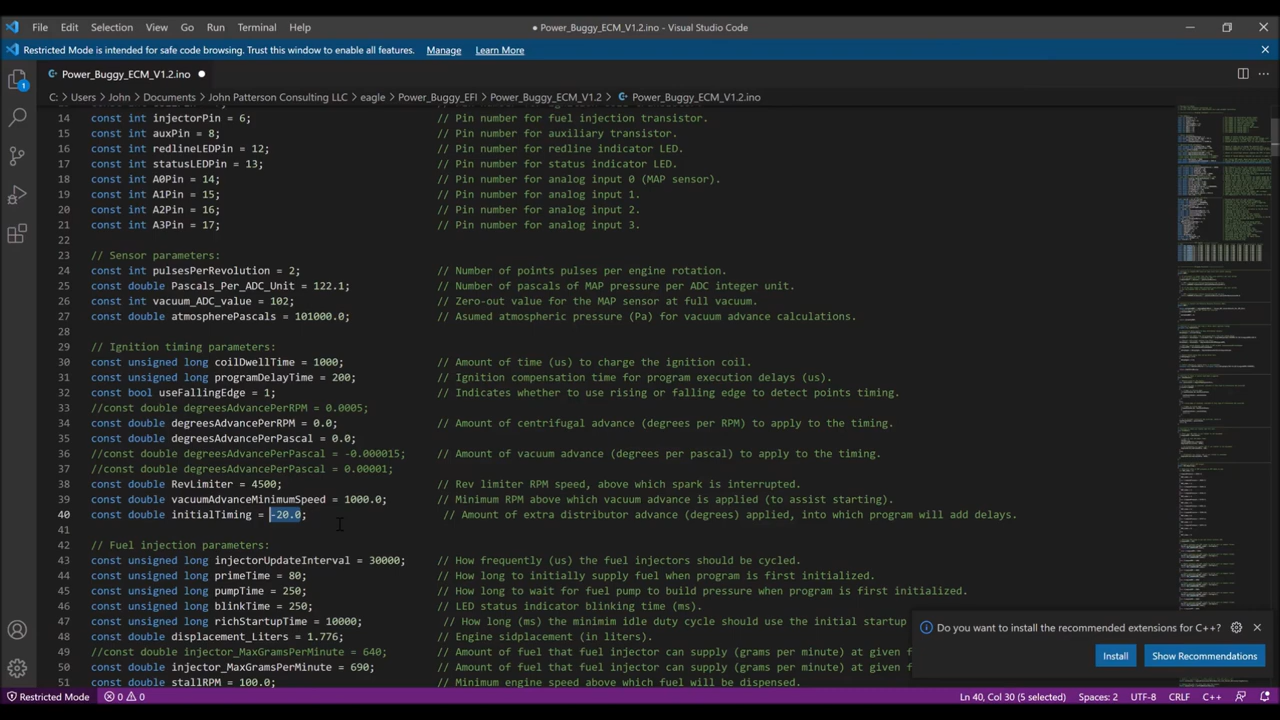 File Edit Selection View Go Run Terminal Help
● Power_Buggy_ECM_V1.2.ino - Visual Studio Code
Restricted Mode is intended for safe code browsing. Trust this window to enable all features. Manage Learn More
Power_Buggy_ECM_V1.2.ino ●
C: > Users > John > Documents > John Patterson Consulting LLC > eagle > Power_Buggy_EFI > Power_Buggy_ECM_V1.2 > Power_Buggy_ECM_V1.2.ino
14 const int injectorPin = 6; // Pin number for fuel injection transistor.
15 const int auxPin = 8; // Pin number for auxiliary transistor.
16 const int redlineLEDPin = 12; // Pin number for redline indicator LED.
17 const int statusLEDPin = 13; // Pin number for status indicator LED.
18 const int A0Pin = 14; // Pin number for analog input 0 (MAP sensor).
19 const int A1Pin = 15; // Pin number for analog input 1.
20 const int A2Pin = 16; // Pin number for analog input 2.
21 const int A3Pin = 17; // Pin number for analog input 3.
22
23 // Sensor parameters:
24 const int pulsesPerRevolution = 2; // Number of points pulses per engine rotation.
25 const double Pascals_Per_ADC_Unit = 122.1; // Number of Pascals of MAP pressure per ADC integer unit.
26 const int vacuum_ADC_value = 102; // Zero-value for the MAP sensor at full vacuum.
27 const double atmospherePascals = 101000.0; // Asumed atmospheric pressure (Pa) for vacuum advance calculations.
28
29 // Ignition timing parameters:
30 const unsigned long coilDwellTime = 1000; // Amount of time (us) to charge the ignition coil
31 const unsigned long programDelayTime = 200; // Ignition compensation time for program execution delays (us).
32 const bool useFallingEdge = 1; // Select whether to use rising or falling edge to detect points timing.
33 //const double degreesAdvancePerRPM = 0.0005;
34 const double degreesAdvancePerRPM = 0.0; // Amount of centrifugal advance (degrees per RPM) to apply to the timing.
35 const double degreesAdvancePerPascal = 0.0;
36 //const double degreesAdvancePerPascal = 0.000015; // Amount of vacuum advance (degrees per Pascal) to apply to the timing.
37 //const double degreesAdvancePerPascal = 0.00001;
38 const double RevLimiter = 4500; // Rev limiter RPM speed, above which spark is interrupted.
39 const double vacuumAdvanceMinimumSpeed = 1000.0; // Minimum RPM above which vacuum advance is applied (to assist starting).
40 const double initialTiming = -20.0; // Amount of extra distributor advance (degrees) applied, into which program wiil add delays.
41
42 // Fuel injection parameters:
43 const unsigned long injectorUpdateInterval = 30000; // How often (us) the fuel injectors should be fired.
44 const unsigned long primeTime = 80; // How long to initially supply fuel when program is first initialized.
45 const unsigned long pumpTime = 250; // How long to wait for fuel pump to build pressure when program is first initialized.
46 const unsigned long blinkTime = 250; // LED status indicator blinking time (ms).
47 const unsigned long richStartupTime = 10000; // How long (ms) the minimim idle duty cycle should use the initial startup
48 const double displacement_Liters = 1.776; // Engine sidplacement (in liters).
49 //const double injector_MaxGramsPerMinute = 640; // Amount of fuel that fuel injector can supply (grams per minute) at given f
50 const double injector_MaxGramsPerMinute = 690; // Amount of fuel that fuel injector can supply (grams per minute) at given f
51 const double stallRPM = 100.0; // Minimum engine speed above which fuel will be dispensed.
Do you want to install the recommended extensions for C++?
Install Show Recommendations
Restricted Mode 0 0 Ln 40, Col 30 (5 selected) Spaces: 2 UTF-8 CRLF C++